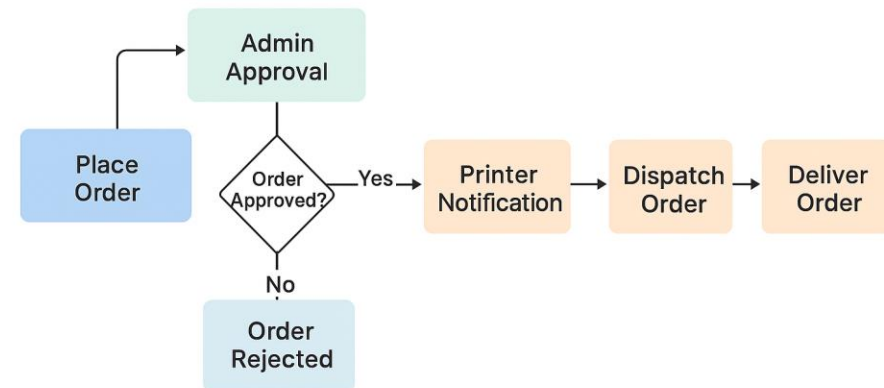 Admin
Approval
Place
Order
Order
Approved?
Yes
Printer
Notification
Dispatch
Order
Deliver
Order
No
Order
Rejected